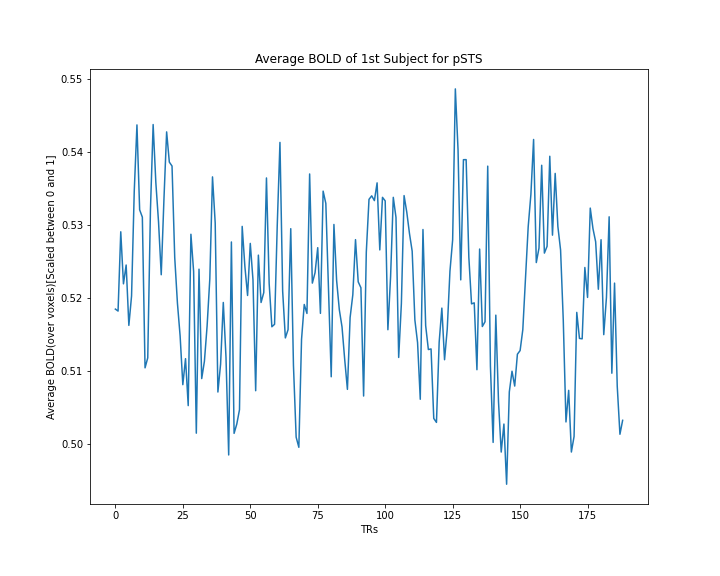 Average BOLD of 1st Subject for pSTS
Average BOLD(over voxels)[Scaled between 0 and 1]
0.55
0.54
0.53
0.52
0.51
0.50
0 25 50 75 100 125 150 175
TRs